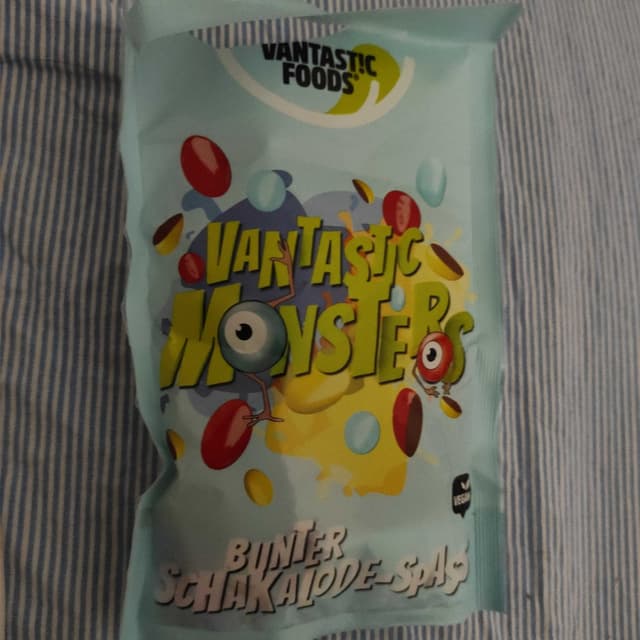 VANTASTIC
FOODS®
VANTASTIC
MONSTERS
VEGAN
BUNTER
SCHAKALODE-SPASS